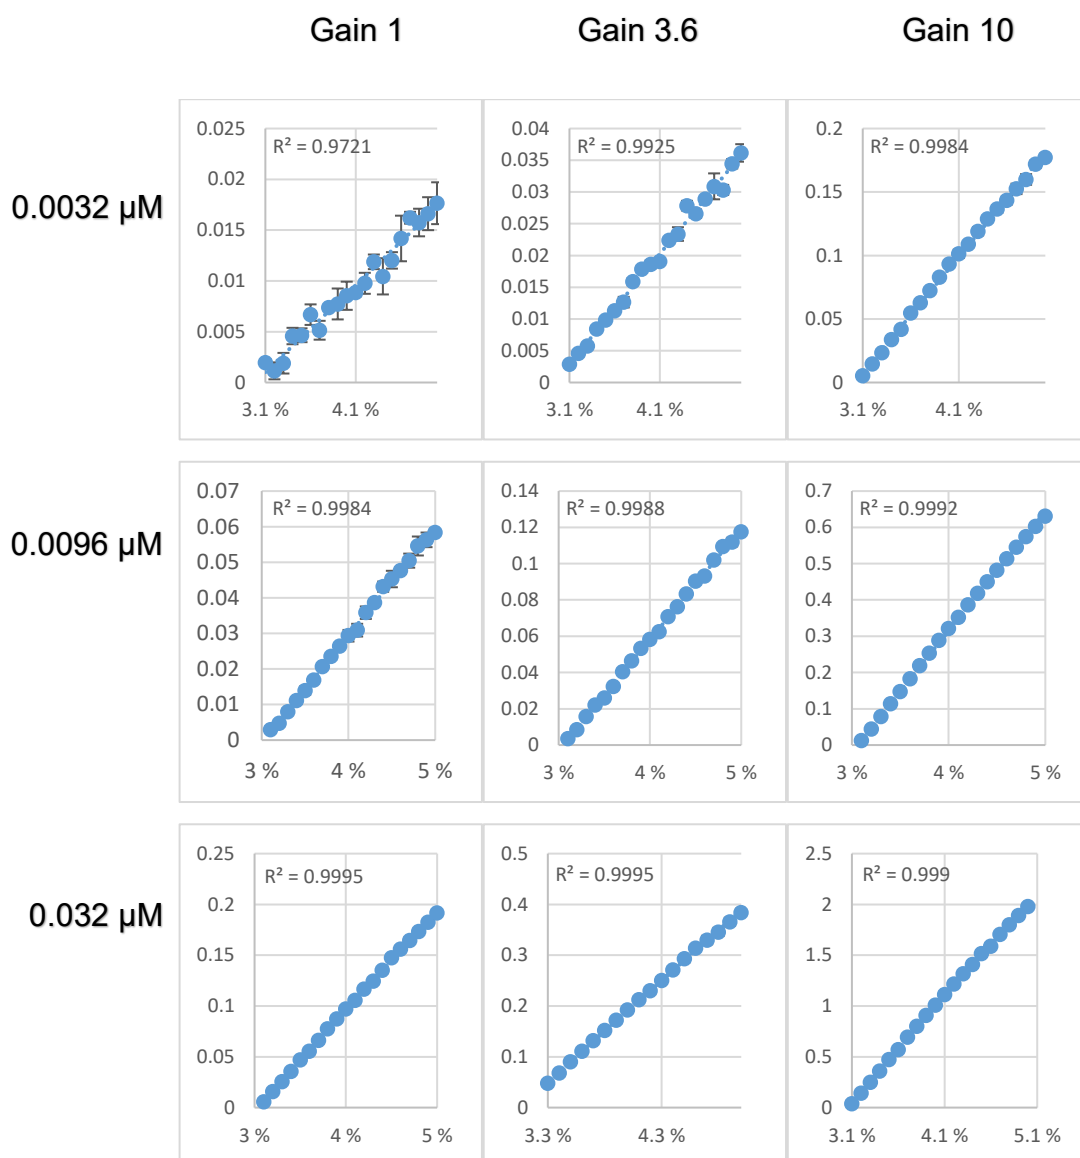 Gain 1 Gain 3.6 Gain 10
0.0032 µM
0.025
0.02
0.015
0.01
0.005
0
R² = 0.9721
3.1 % 4.1 %
0.04
0.035
0.03
0.025
0.02
0.015
0.01
0.005
0
R² = 0.9925
3.1 % 4.1 %
0.2
0.15
0.1
0.05
0
R² = 0.9984
3.1 % 4.1 %
0.0096 µM
0.07
0.06
0.05
0.04
0.03
0.02
0.01
0
R² = 0.9984
3 % 4 % 5 %
0.14
0.12
0.1
0.08
0.06
0.04
0.02
0
R² = 0.9988
3 % 4 % 5 %
0.7
0.6
0.5
0.4
0.3
0.2
0.1
0
R² = 0.9992
3 % 4 % 5 %
0.032 µM
0.25
0.2
0.15
0.1
0.05
0
R² = 0.9995
3 % 4 % 5 %
0.5
0.4
0.3
0.2
0.1
0
R² = 0.9995
3.3 % 4.3 %
2.5
2
1.5
1
0.5
0
R² = 0.999
3.1 % 4.1 % 5.1 %